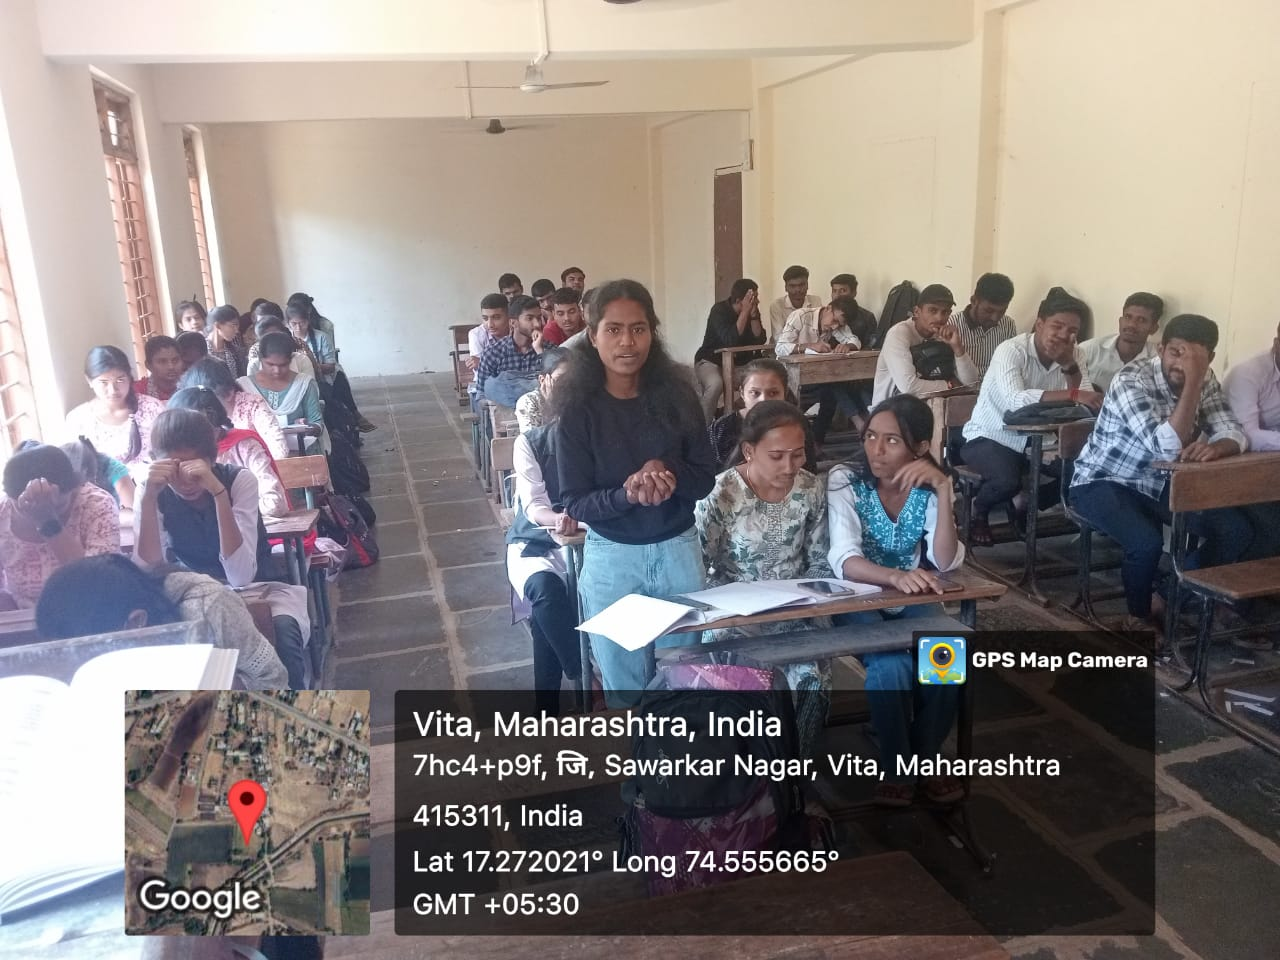 GPS Map Camera
Vita, Maharashtra, India
7hc4+p9f, जि, Sawarkar Nagar, Vita, Maharashtra
415311, India
Lat 17.272021° Long 74.555665°
GMT +05:30
Google